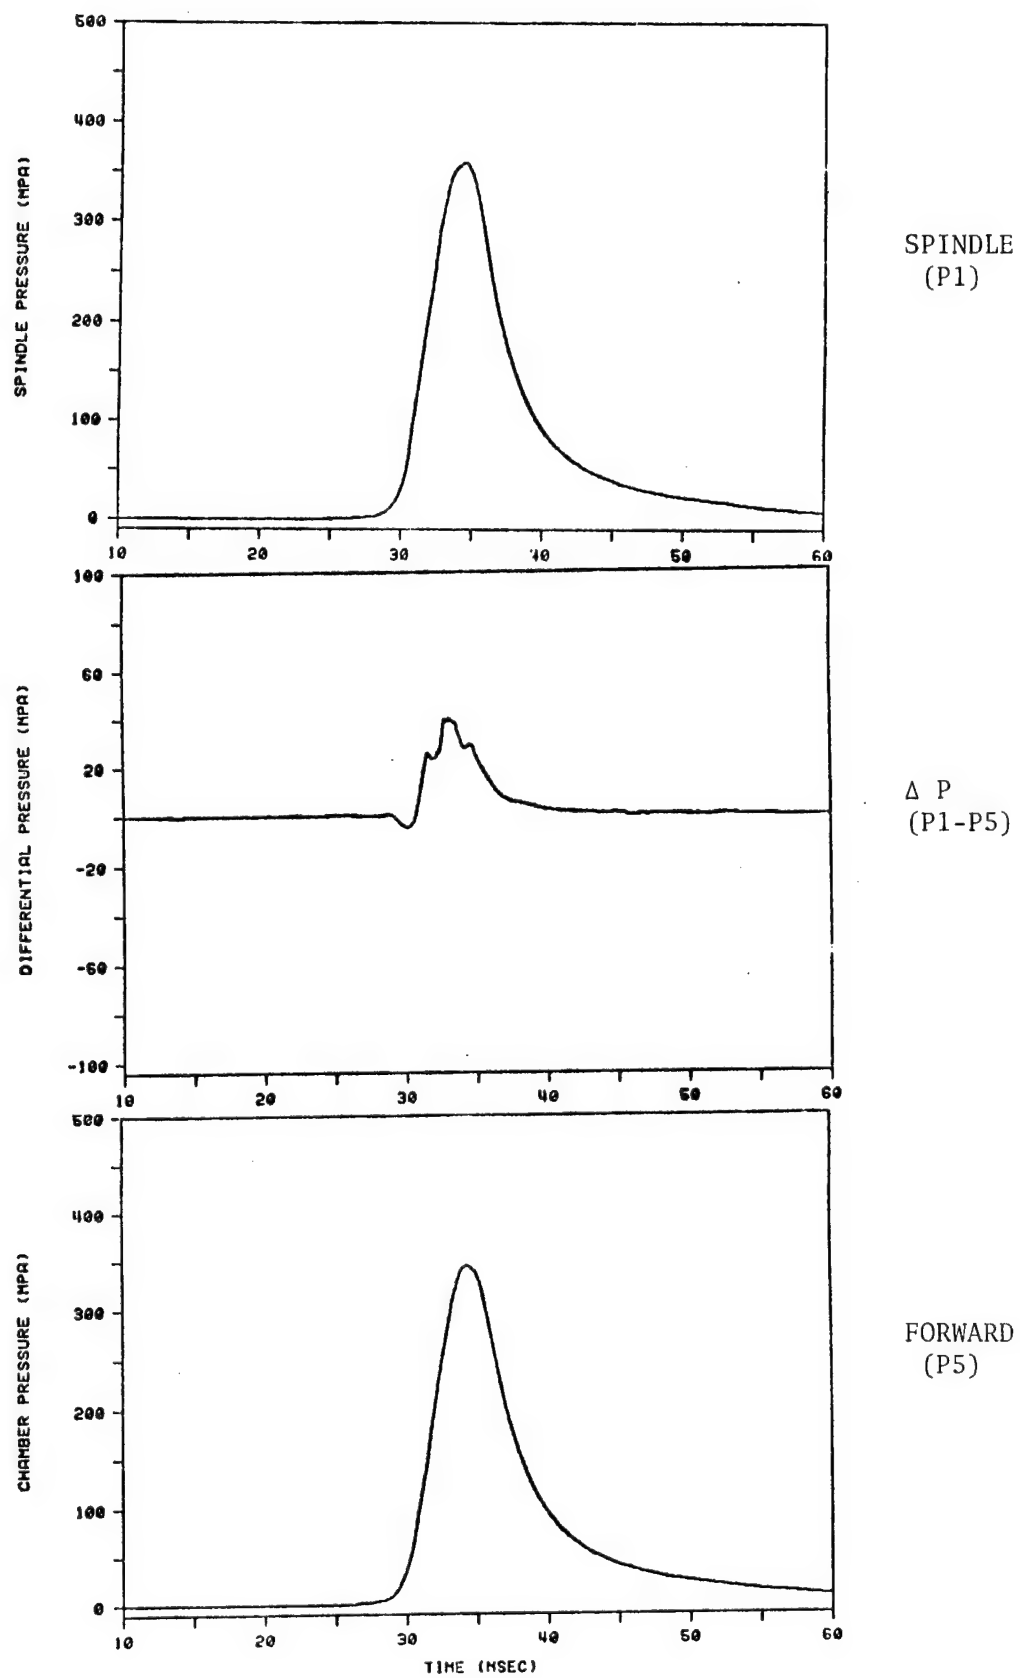 500
400
300
200
100
0
SPINDLE PRESSURE (MPA)
10 20 30 40 50 60
SPINDLE
(P1)
100
60
20
-20
-60
-100
DIFFERENTIAL PRESSURE (MPA)
10 20 30 40 50 60
Δ P
(P1-P5)
500
400
300
200
100
0
CHAMBER PRESSURE (MPA)
10 20 30 40 50 60
TIME (MSEC)
FORWARD
(P5)